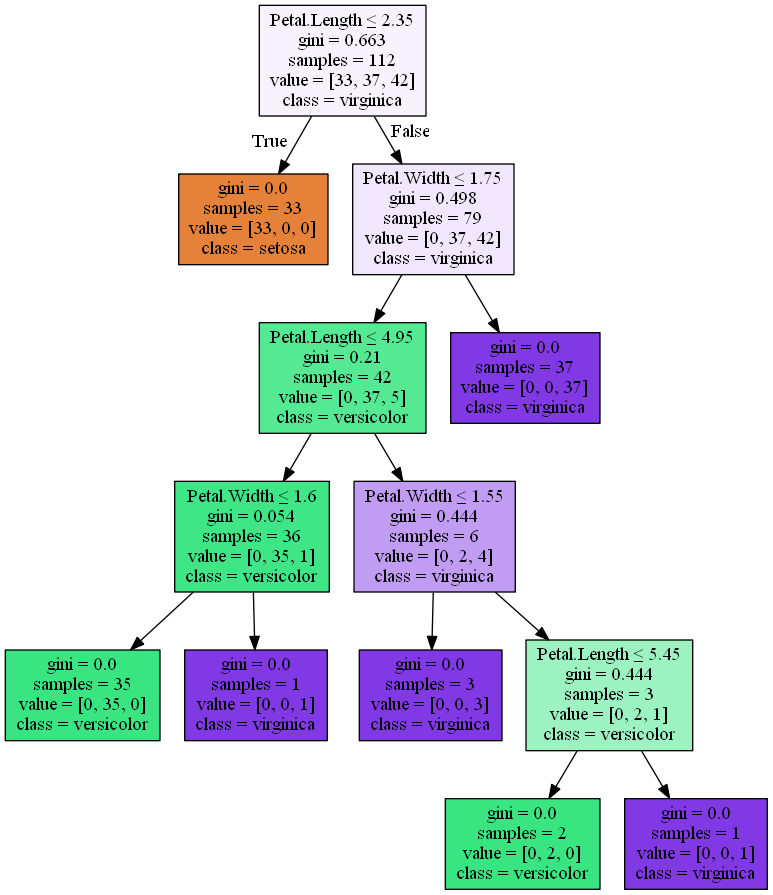 Petal.Length ≤ 2.35
gini = 0.663
samples = 112
value = [33, 37, 42]
class = virginica
True
False
gini = 0.0
samples = 33
value = [33, 0, 0]
class = setosa
Petal.Width ≤ 1.75
gini = 0.498
samples = 79
value = [0, 37, 42]
class = virginica
Petal.Length ≤ 4.95
gini = 0.21
samples = 42
value = [0, 37, 5]
class = versicolor
gini = 0.0
samples = 37
value = [0, 0, 37]
class = virginica
Petal.Width ≤ 1.6
gini = 0.054
samples = 36
value = [0, 35, 1]
class = versicolor
Petal.Width ≤ 1.55
gini = 0.444
samples = 6
value = [0, 2, 4]
class = virginica
gini = 0.0
samples = 35
value = [0, 35, 0]
class = versicolor
gini = 0.0
samples = 1
value = [0, 0, 1]
class = virginica
gini = 0.0
samples = 3
value = [0, 0, 3]
class = virginica
Petal.Length ≤ 5.45
gini = 0.444
samples = 3
value = [0, 2, 1]
class = versicolor
gini = 0.0
samples = 2
value = [0, 2, 0]
class = versicolor
gini = 0.0
samples = 1
value = [0, 0, 1]
class = virginica